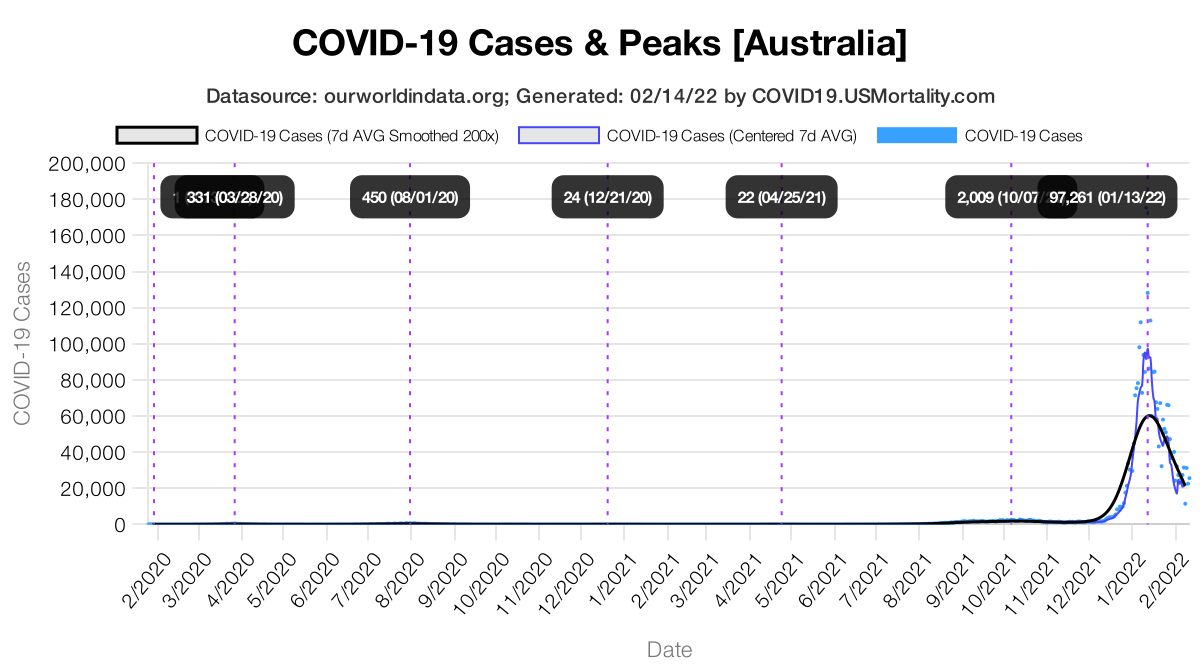 COVID-19 Cases & Peaks [Australia]
Datasource: ourworldindata.org; Generated: 02/14/22 by COVID19.USMortality.com
COVID-19 Cases (7d AVG Smoothed 200x) COVID-19 Cases (Centered 7d AVG) COVID-19 Cases
200,000
180,000
160,000
140,000
120,000
100,000
80,000
60,000
40,000
20,000
0
COVID-19 Cases
331 (03/28/20) 450 (08/01/20) 24 (12/21/20) 22 (04/25/21) 2,009 (10/07 97,261 (01/13/22)
2/2020 3/2020 4/2020 5/2020 6/2020 7/2020 8/2020 9/2020 10/2020 11/2020 12/2020 1/2021 2/2021 3/2021 4/2021 5/2021 6/2021 7/2021 8/2021 9/2021 10/2021 11/2021 12/2021 1/2022 2/2022
Date